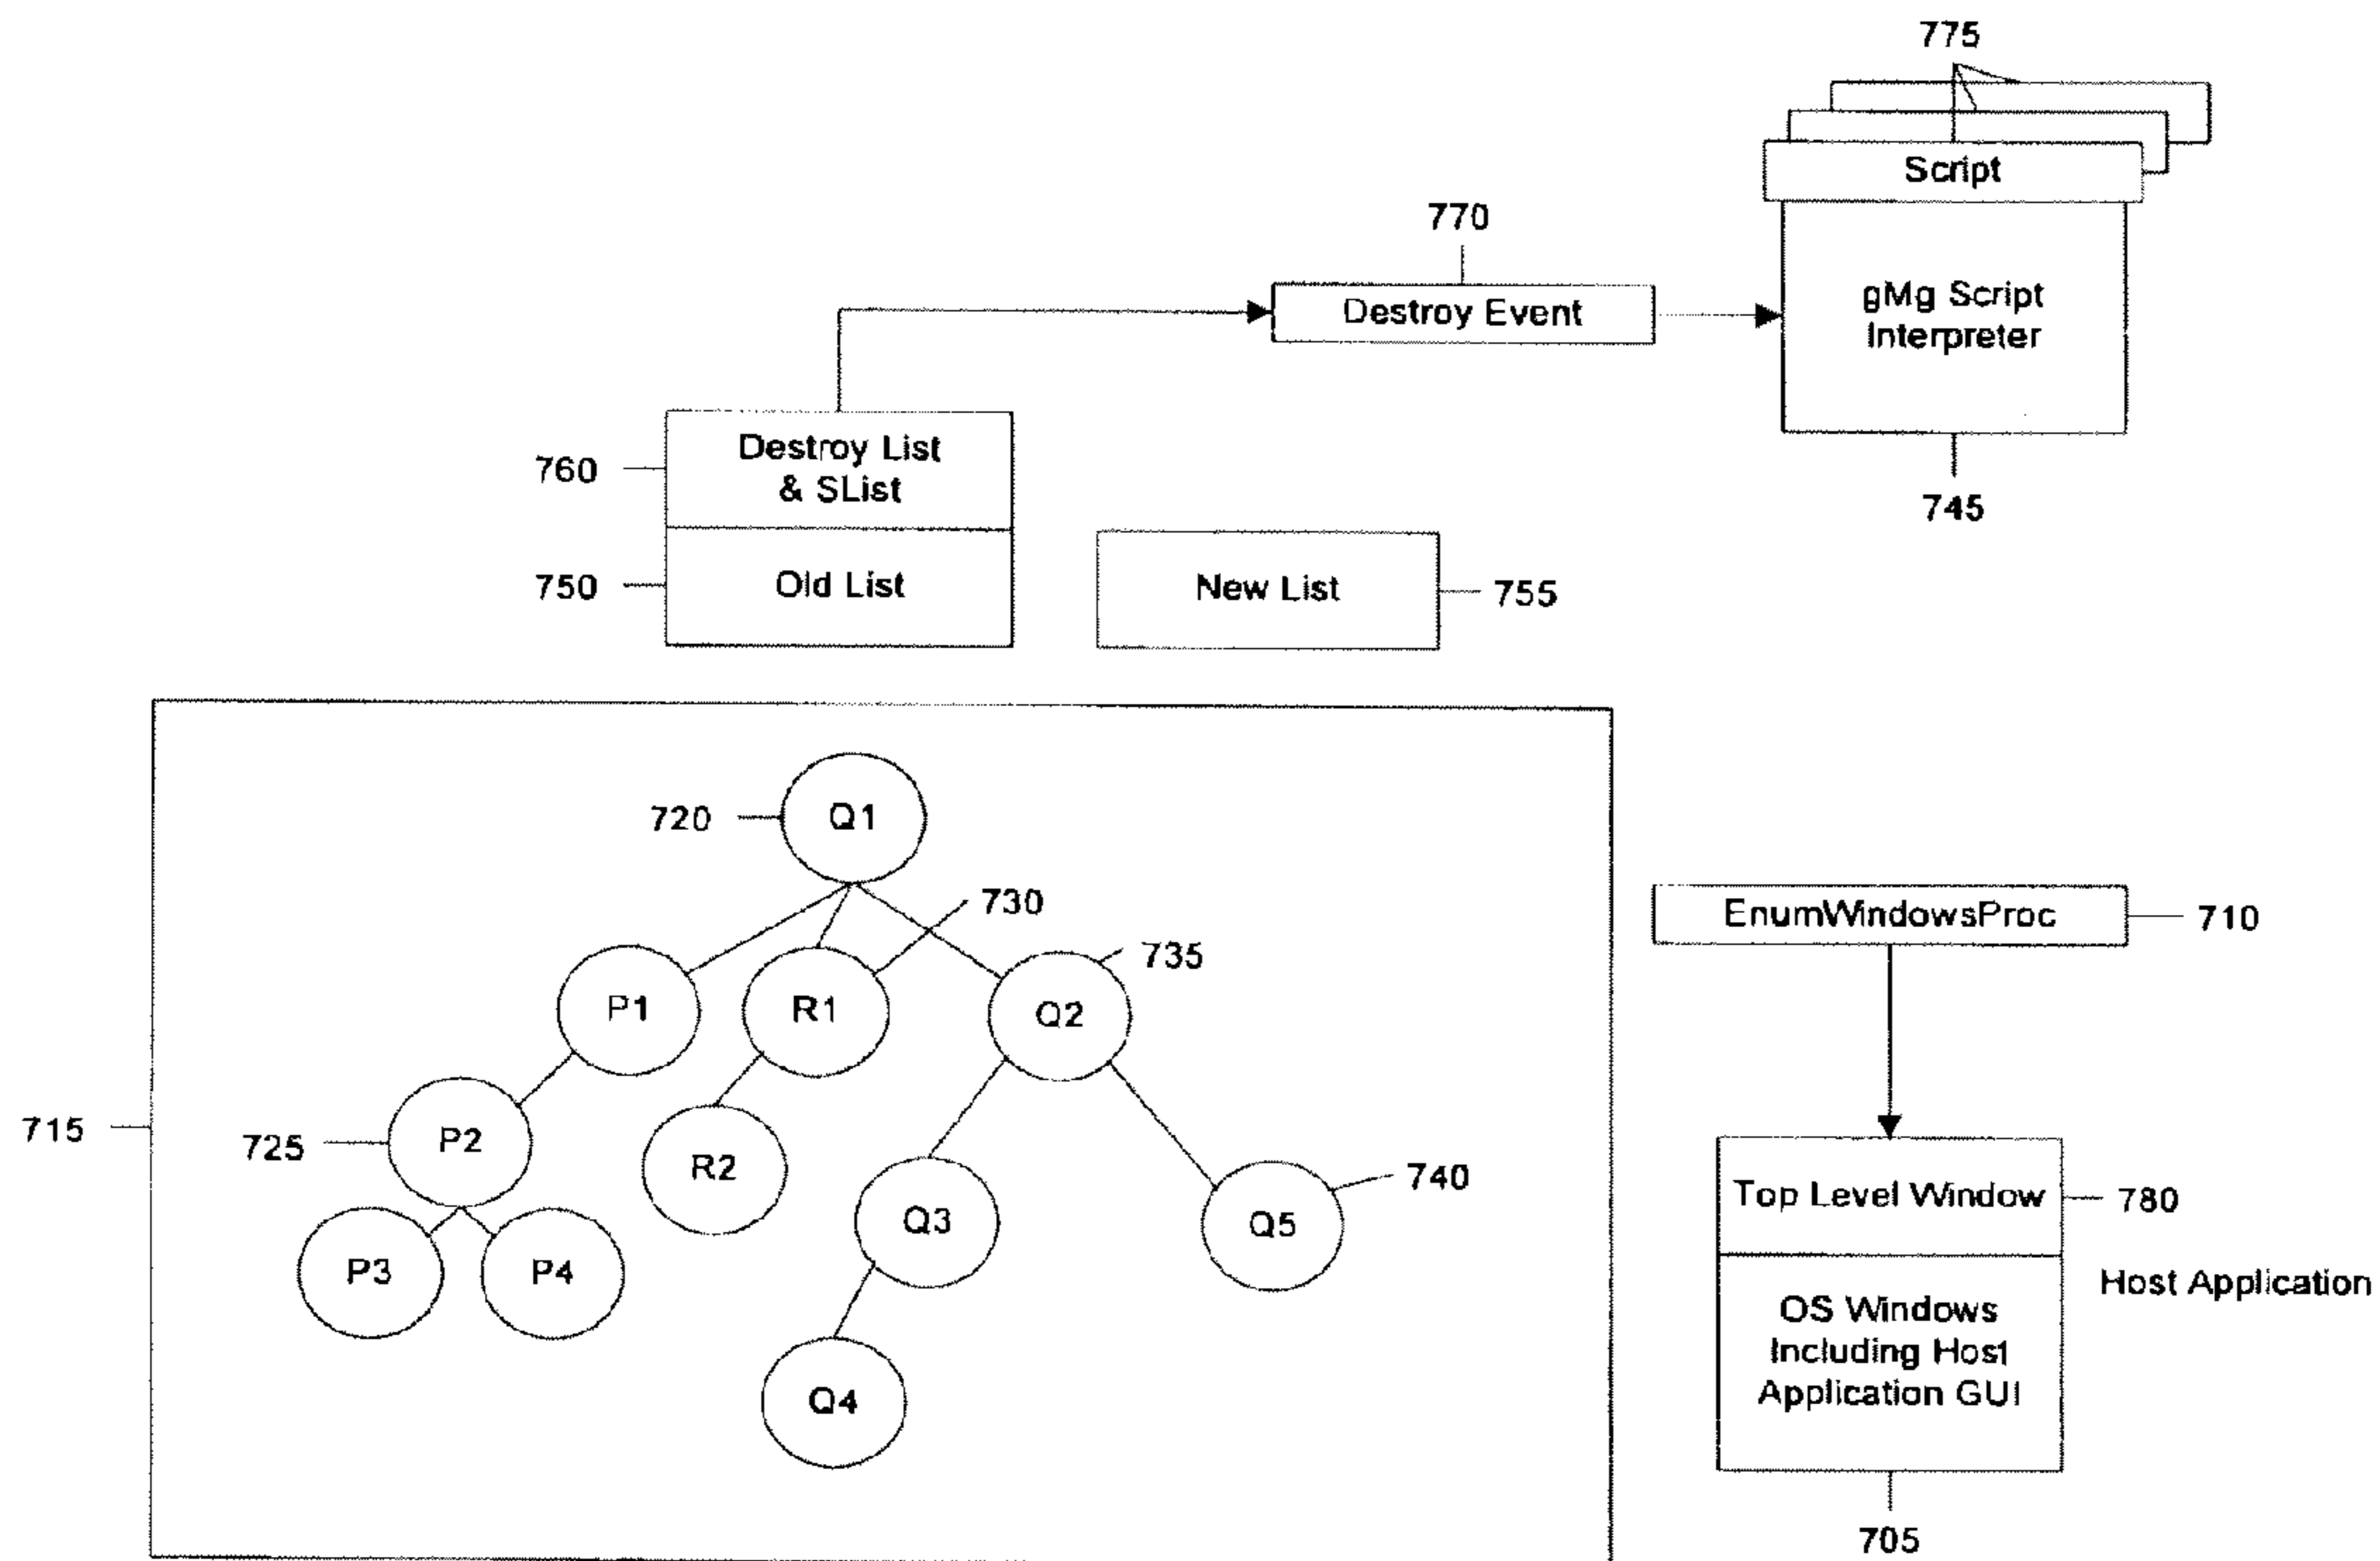 775
Script
770
Destroy Event
gMg Script
Interpreter
745
760
Destroy List
& SList
750
Old List
New List
755
720
Q1
730
735
P1
R1
Q2
715
725
P2
R2
Q3
Q5
740
P3
P4
Q4
EnumWindowsProc
710
Top Level Window
780
Host Application
OS Windows
Including Host
Application GUI
705